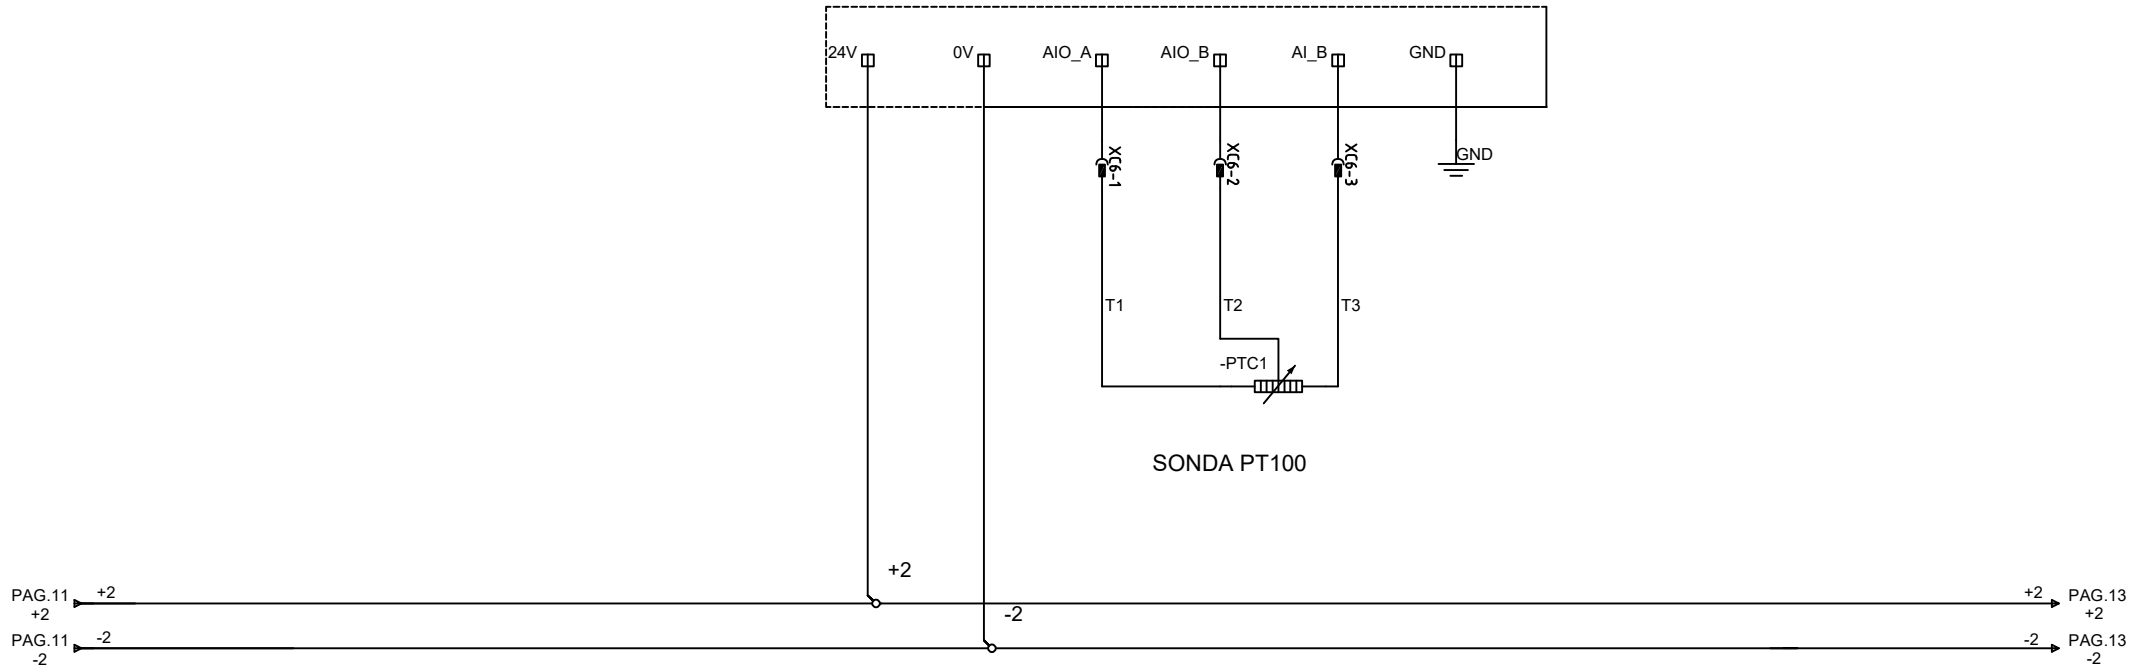 24V
0V
AIO_A
AIO_B
AI_B
GND
XC6-1
XC6-2
XC6-3
GND
T1
T2
T3
-PTC1
SONDA PT100
+2
PAG.11
+2
+2
+2
PAG.13
+2
-2
PAG.11
-2
-2
-2
PAG.13
-2